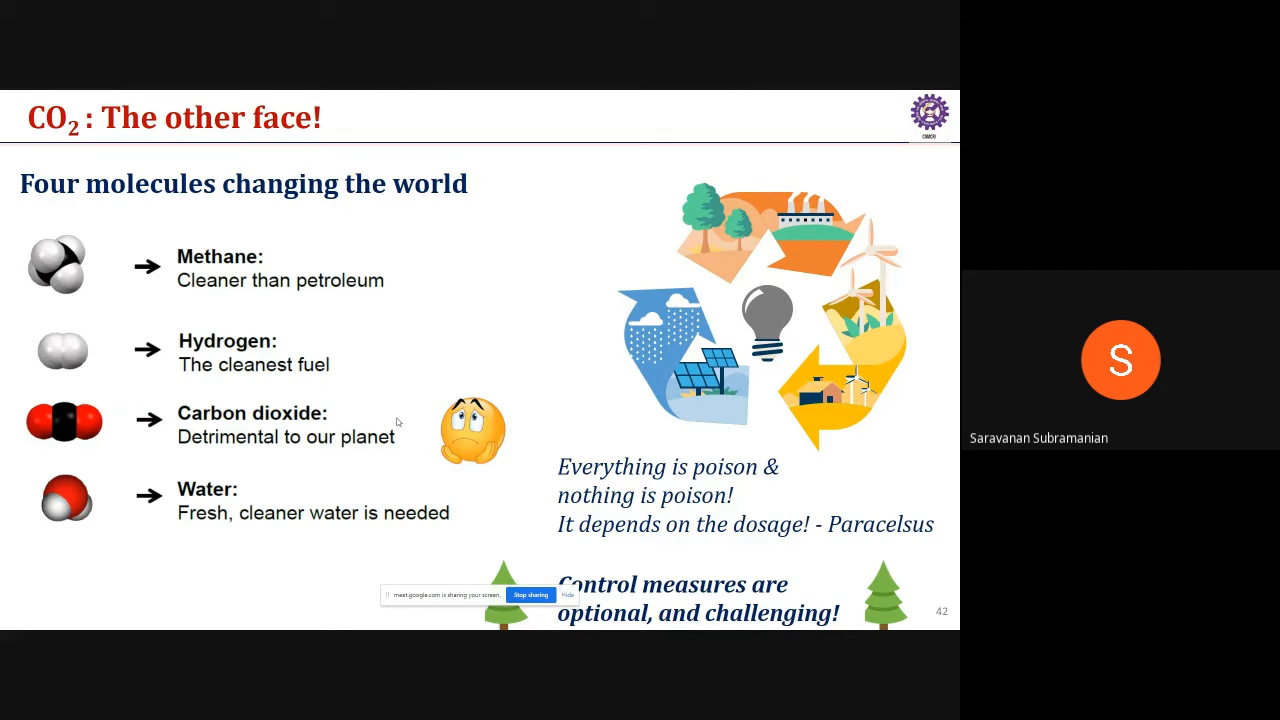 CO2 : The other face!
CSMCRI
Four molecules changing the world
Methane:
Cleaner than petroleum
Hydrogen:
The cleanest fuel
Carbon dioxide:
Detrimental to our planet
Water:
Fresh, cleaner water is needed
Everything is poison &
nothing is poison!
It depends on the dosage! - Paracelsus
Control measures are
optional, and challenging!
meet.google.com is sharing your screen.
Stop sharing
Hide
42
S
Saravanan Subramanian